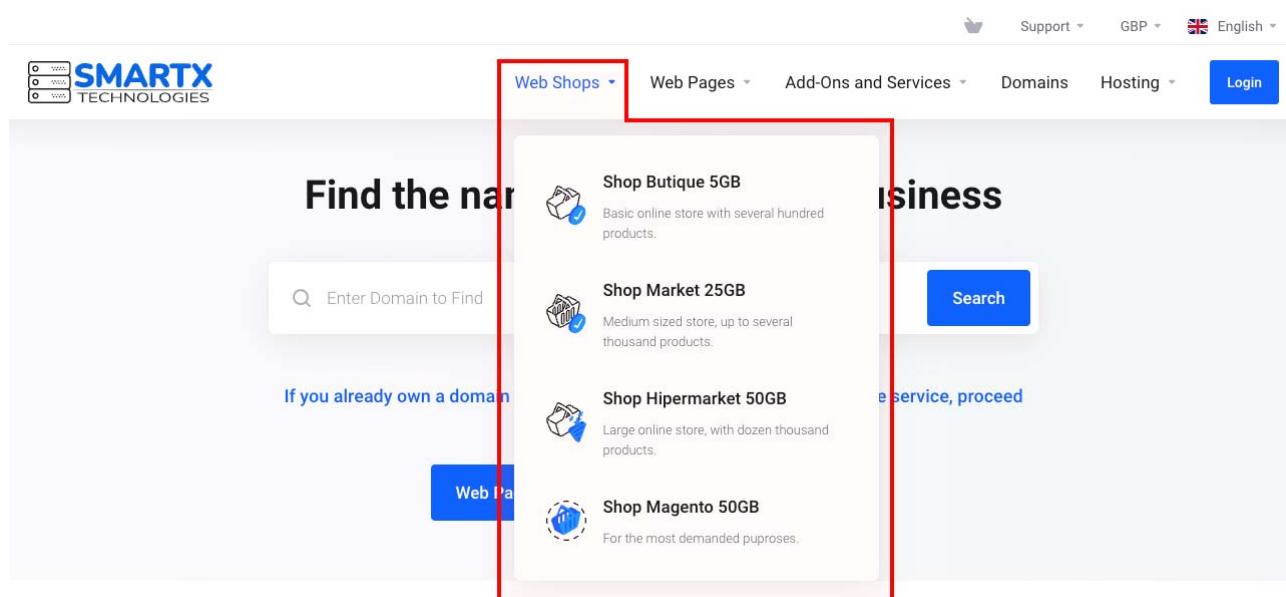 Support GBP English
SMARTX
TECHNOLOGIES
Web Shops Web Pages Add-Ons and Services Domains Hosting Login
Find the nar isiness
Shop Butique 5GB
Basic online store with several hundred
products.
Enter Domain to Find Search
Shop Market 25GB
Medium sized store, up to several
thousand products.
If you already own a domain e service, proceed
Shop Hipermarket 50GB
Large online store, with dozen thousand
products.
Web Pa
Shop Magento 50GB
For the most demanded puproses.